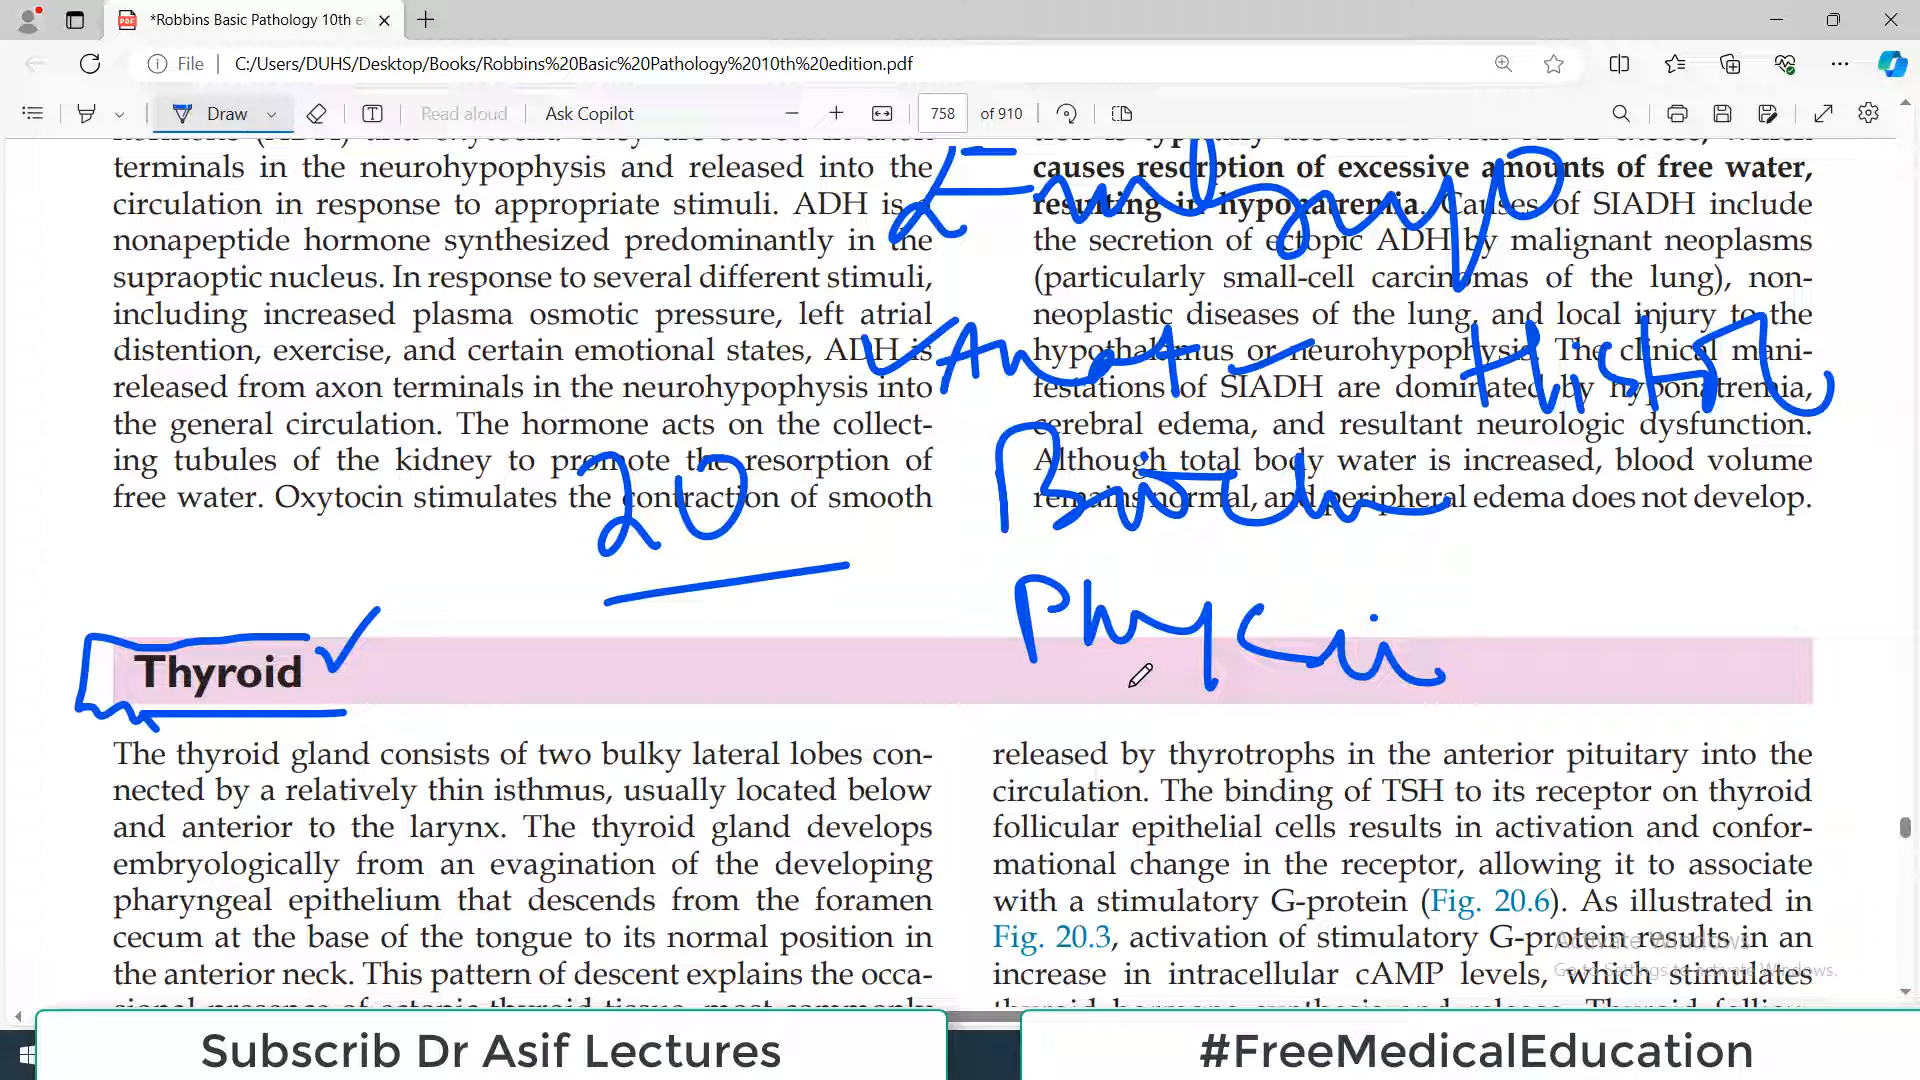 *Robbins Basic Pathology 10th e
File
C:/Users/DUHS/Desktop/Books/Robbins%20Basic%20Pathology%2010th%20edition.pdf
Draw
Read aloud
Ask Copilot
758
of 910
terminals in the neurohypophysis and released into the
circulation in response to appropriate stimuli. ADH is a
nonapeptide hormone synthesized predominantly in the
supraoptic nucleus. In response to several different stimuli,
including increased plasma osmotic pressure, left atrial
distention, exercise, and certain emotional states, ADH is
released from axon terminals in the neurohypophysis into
the general circulation. The hormone acts on the collect-
ing tubules of the kidney to promote the resorption of
free water. Oxytocin stimulates the contraction of smooth
causes resorption of excessive amounts of free water,
resulting in hyponatremia. Causes of SIADH include
the secretion of ectopic ADH by malignant neoplasms
(particularly small-cell carcinomas of the lung), non-
neoplastic diseases of the lung, and local injury to the
hypothalamus or neurohypophysis. The clinical mani-
festations of SIADH are dominated by hyponatremia,
cerebral edema, and resultant neurologic dysfunction.
Although total body water is increased, blood volume
remains normal, and peripheral edema does not develop.
Embryo
Anat
Histo
20
Bioch
Thyroid
The thyroid gland consists of two bulky lateral lobes con-
nected by a relatively thin isthmus, usually located below
and anterior to the larynx. The thyroid gland develops
embryologically from an evagination of the developing
pharyngeal epithelium that descends from the foramen
cecum at the base of the tongue to its normal position in
the anterior neck. This pattern of descent explains the occa-
released by thyrotrophs in the anterior pituitary into the
circulation. The binding of TSH to its receptor on thyroid
follicular epithelial cells results in activation and confor-
mational change in the receptor, allowing it to associate
with a stimulatory G-protein (Fig. 20.6). As illustrated in
Fig. 20.3, activation of stimulatory G-protein results in an
increase in intracellular cAMP levels, which stimulates
Activate Windows
Go to Settings to activate Windows.
Subscrib Dr Asif Lectures
#FreeMedicalEducation